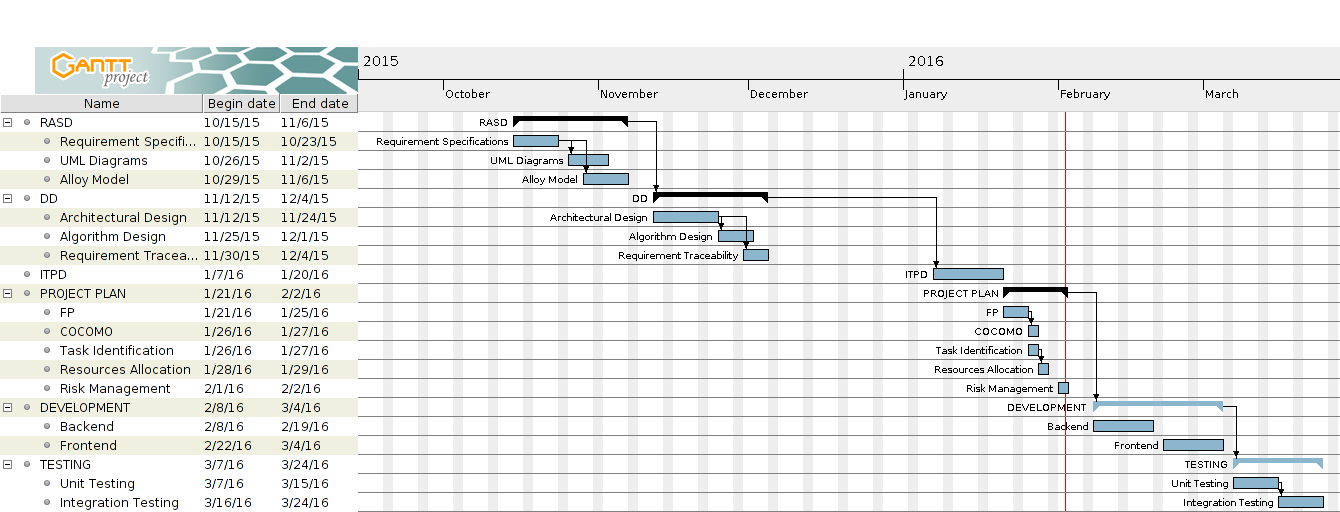 2015 2016
GANTT
project
October November December January February March
Name Begin date End date
RASD 10/15/15 11/6/15 RASD
Requirement Specifi... 10/15/15 10/23/15 Requirement Specifications
UML Diagrams 10/26/15 11/2/15 UML Diagrams
Alloy Model 10/29/15 11/6/15 Alloy Model
DD 11/12/15 12/4/15 DD
Architectural Design 11/12/15 11/24/15 Architectural Design
Algorithm Design 11/25/15 12/1/15 Algorithm Design
Requirement Tracea... 11/30/15 12/4/15 Requirement Traceability
ITPD 1/7/16 1/20/16 ITPD
PROJECT PLAN 1/21/16 2/2/16 PROJECT PLAN
FP 1/21/16 1/25/16 FP
COCOMO 1/26/16 1/27/16 COCOMO
Task Identification 1/26/16 1/27/16 Task Identification
Resources Allocation 1/28/16 1/29/16 Resources Allocation
Risk Management 2/1/16 2/2/16 Risk Management
DEVELOPMENT 2/8/16 3/4/16 DEVELOPMENT
Backend 2/8/16 2/19/16 Backend
Frontend 2/22/16 3/4/16 Frontend
TESTING 3/7/16 3/24/16 TESTING
Unit Testing 3/7/16 3/15/16 Unit Testing
Integration Testing 3/16/16 3/24/16 Integration Testing